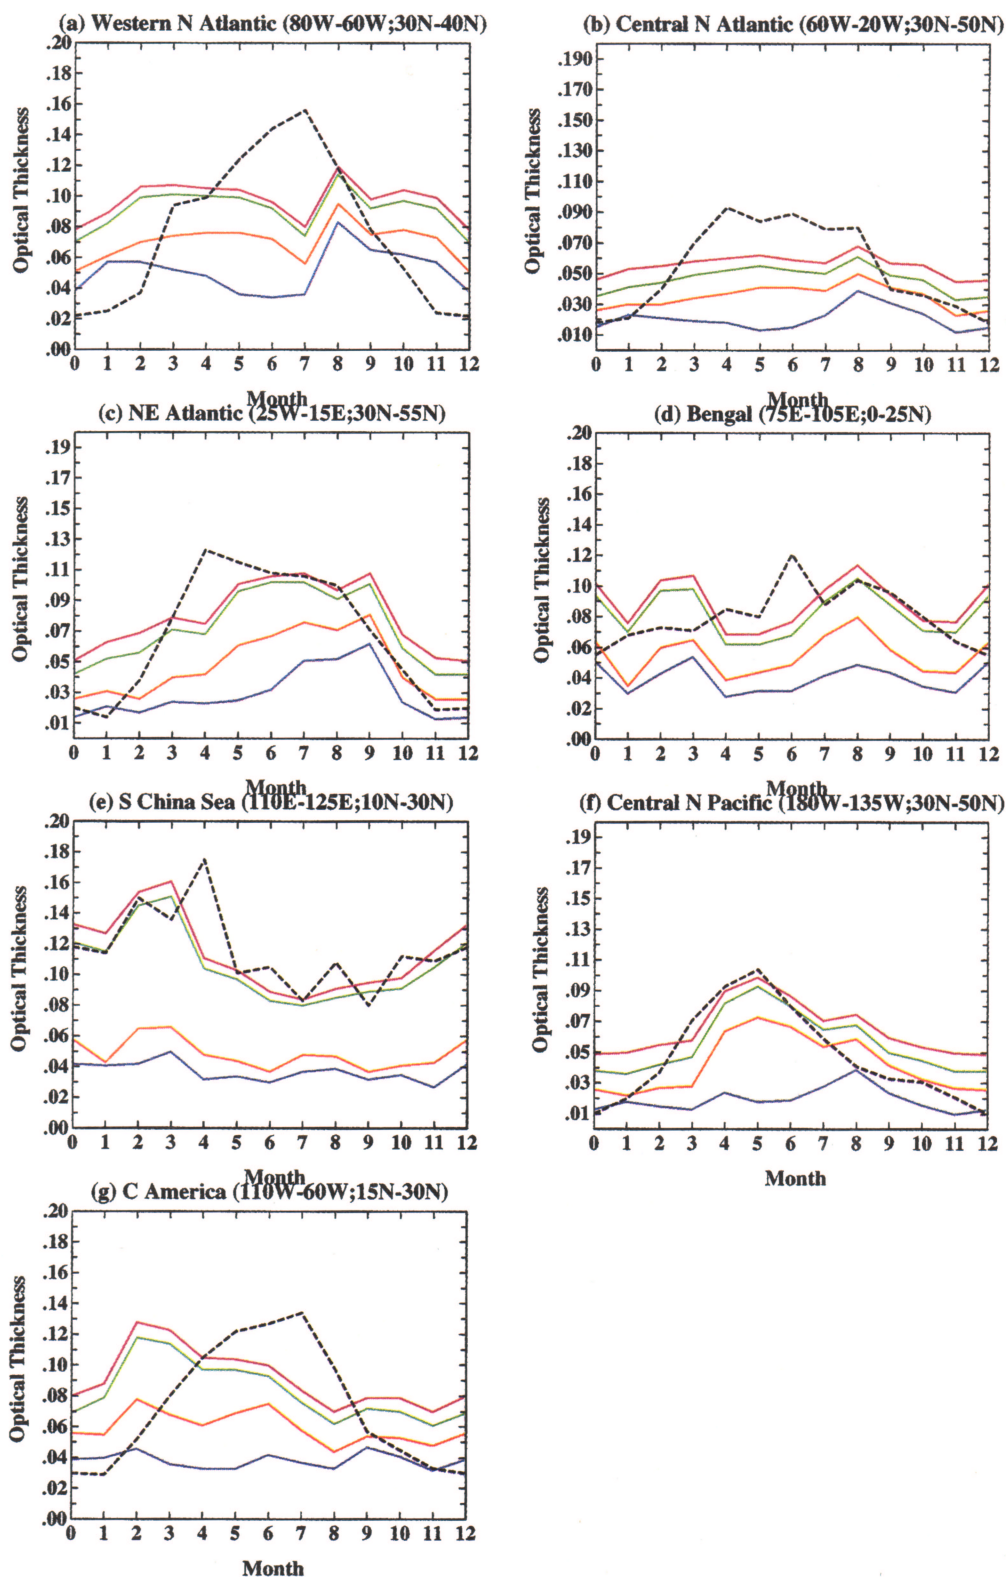 (a) Western N Atlantic (80W-60W;30N-40N)
.20
.18
.16
.14
.12
.10
.08
.06
.04
.02
.00
Optical Thickness
0 1 2 3 4 5 6 7 8 9 10 11 12
Month
(b) Central N Atlantic (60W-20W;30N-50N)
.190
.170
.150
.130
.110
.090
.070
.050
.030
.010
Optical Thickness
0 1 2 3 4 5 6 7 8 9 10 11 12
Month
(c) NE Atlantic (25W-15E;30N-55N)
.19
.17
.15
.13
.11
.09
.07
.05
.03
.01
Optical Thickness
0 1 2 3 4 5 6 7 8 9 10 11 12
Month
(d) Bengal (75E-105E;0-25N)
.20
.18
.16
.14
.12
.10
.08
.06
.04
.02
.00
Optical Thickness
0 1 2 3 4 5 6 7 8 9 10 11 12
Month
(e) S China Sea (110E-125E;10N-30N)
.20
.18
.16
.14
.12
.10
.08
.06
.04
.02
.00
Optical Thickness
0 1 2 3 4 5 6 7 8 9 10 11 12
Month
(f) Central N Pacific (180W-135W;30N-50N)
.19
.17
.15
.13
.11
.09
.07
.05
.03
.01
Optical Thickness
0 1 2 3 4 5 6 7 8 9 10 11 12
Month
(g) C America (110W-60W;15N-30N)
.20
.18
.16
.14
.12
.10
.08
.06
.04
.02
.00
Optical Thickness
0 1 2 3 4 5 6 7 8 9 10 11 12
Month